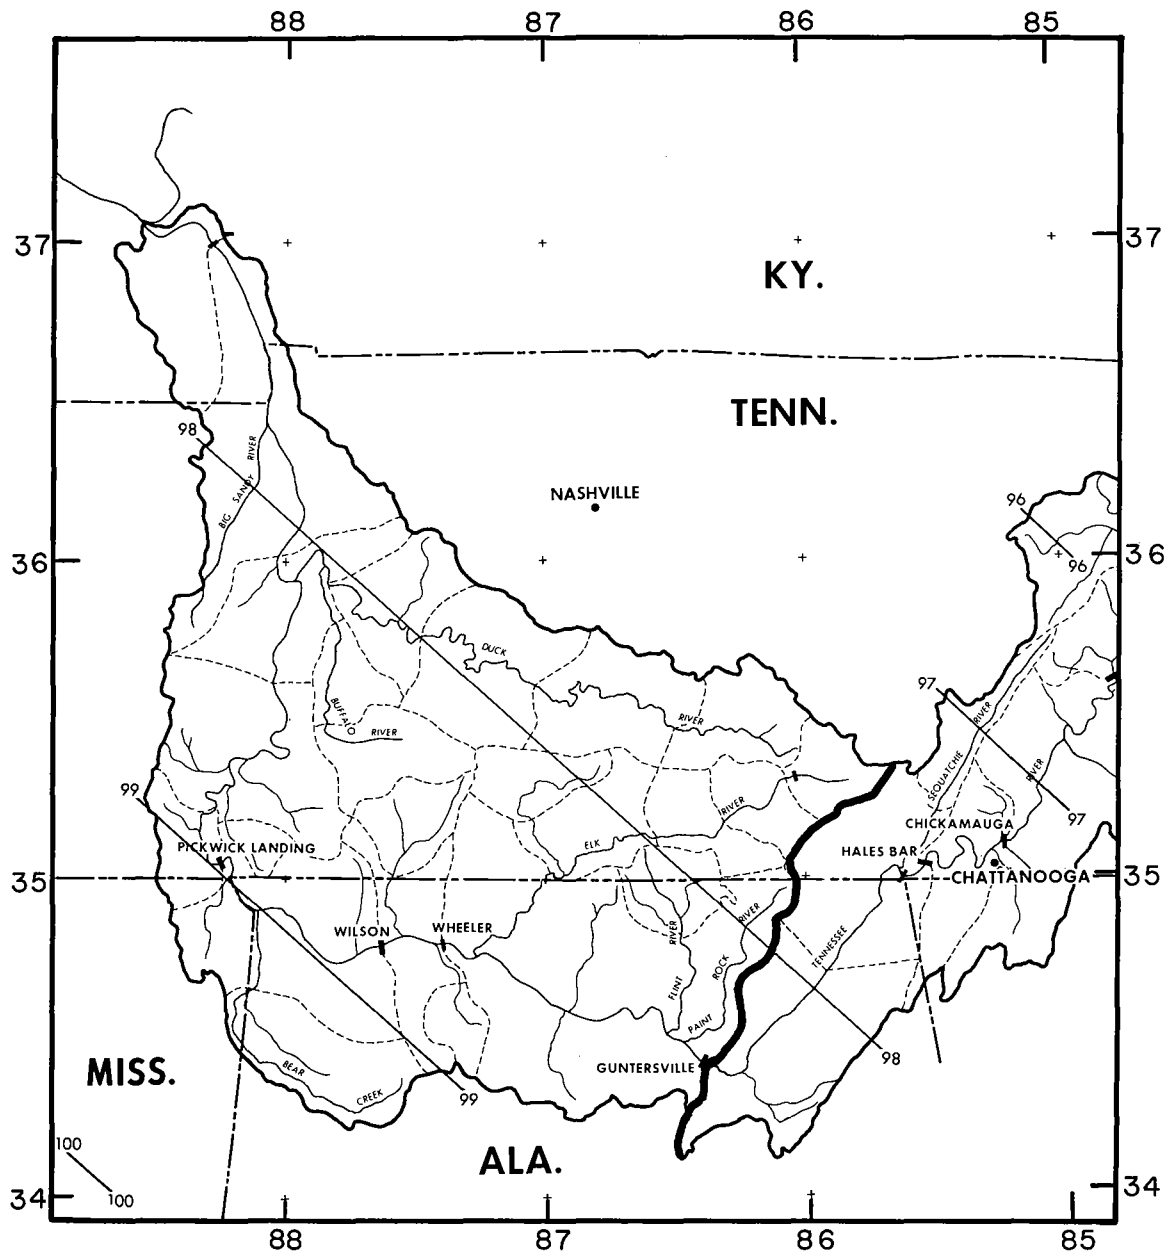 88 87 86 85
37 37
KY.
TENN.
98
RIVER
SANDY
BIG
NASHVILLE
96
36 36
96
DUCK
RIVER
97
BUFFALO
RIVER
RIVER
SEQUATCHIE
RIVER
99
RIVER
97
CHICKAMAUGA
ELK
PICKWICK LANDING
HALES BAR
35 CHATTANOOGA 35
RIVER
WILSON WHEELER
RIVER
TENNESSEE
ROCK
FLINT
PAINT
98
GUNTERSVILLE
MISS.
BEAR
CREEK
99
100
ALA.
100
34 34
88 87 86 85